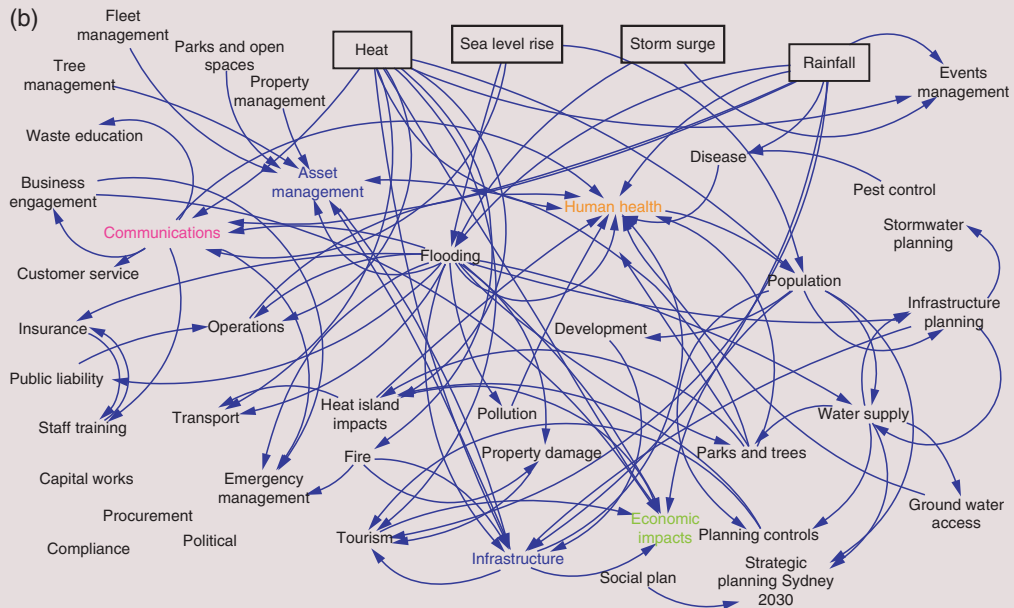 (b)
Fleet
management
Parks and open
spaces
Heat
Sea level rise
Storm surge
Rainfall
Events
management
Tree
management
Property
management
Waste education
Asset
management
Disease
Business
engagement
Human health
Pest control
Communications
Stormwater
planning
Customer service
Flooding
Population
Insurance
Operations
Development
Infrastructure
planning
Public liability
Staff training
Transport
Heat island
impacts
Pollution
Water supply
Capital works
Fire
Emergency
management
Property damage
Parks and trees
Ground water
access
Procurement
Compliance
Political
Tourism
Infrastructure
Economic
impacts
Planning controls
Social plan
Strategic
planning Sydney
2030